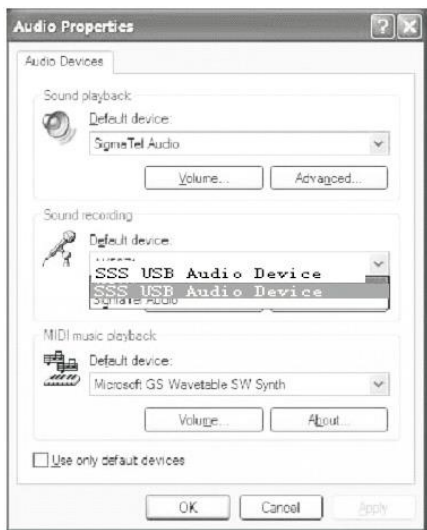 Audio Properties
Audio Devices
Sound playback
Default device:
SigmaTel Audio
Volume...
Advanced...
Sound recording
Default device:
SSS USB Audio Device
SSS USB Audio Device
SigmaTel Audio
MIDI music playback
Default device:
Microsoft GS Wavetable SW Synth
Volume...
About...
Use only default devices
OK
Cancel
Apply